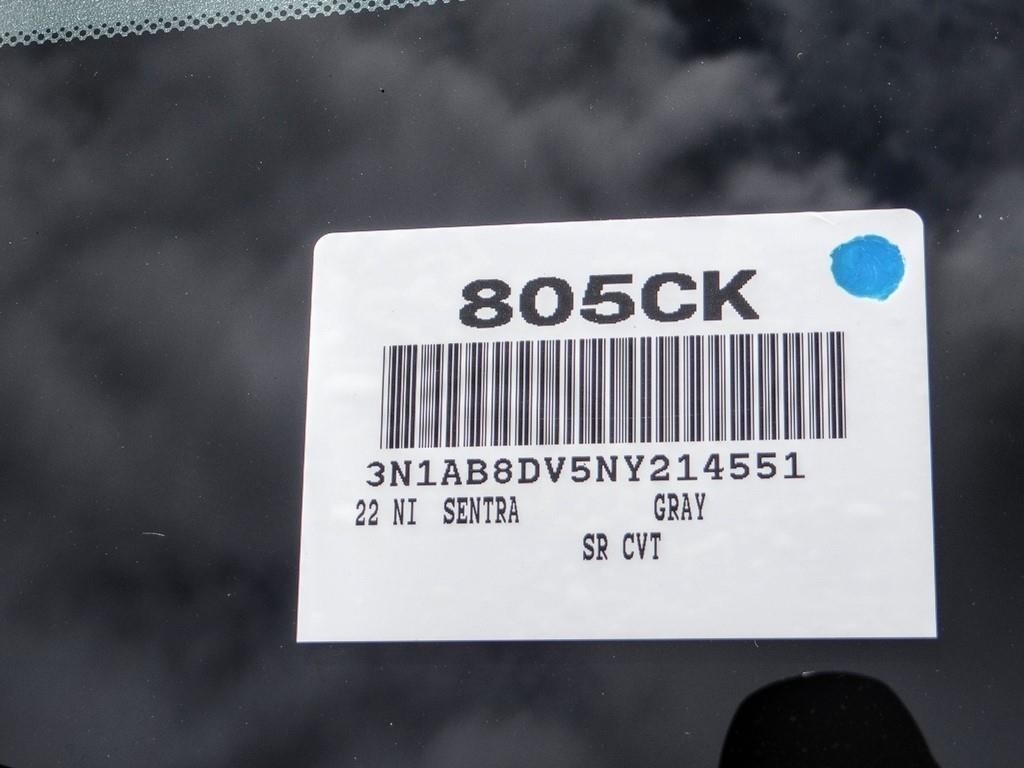 805CK
3N1AB8DV5NY214551
22 NI SENTRA GRAY
SR CVT